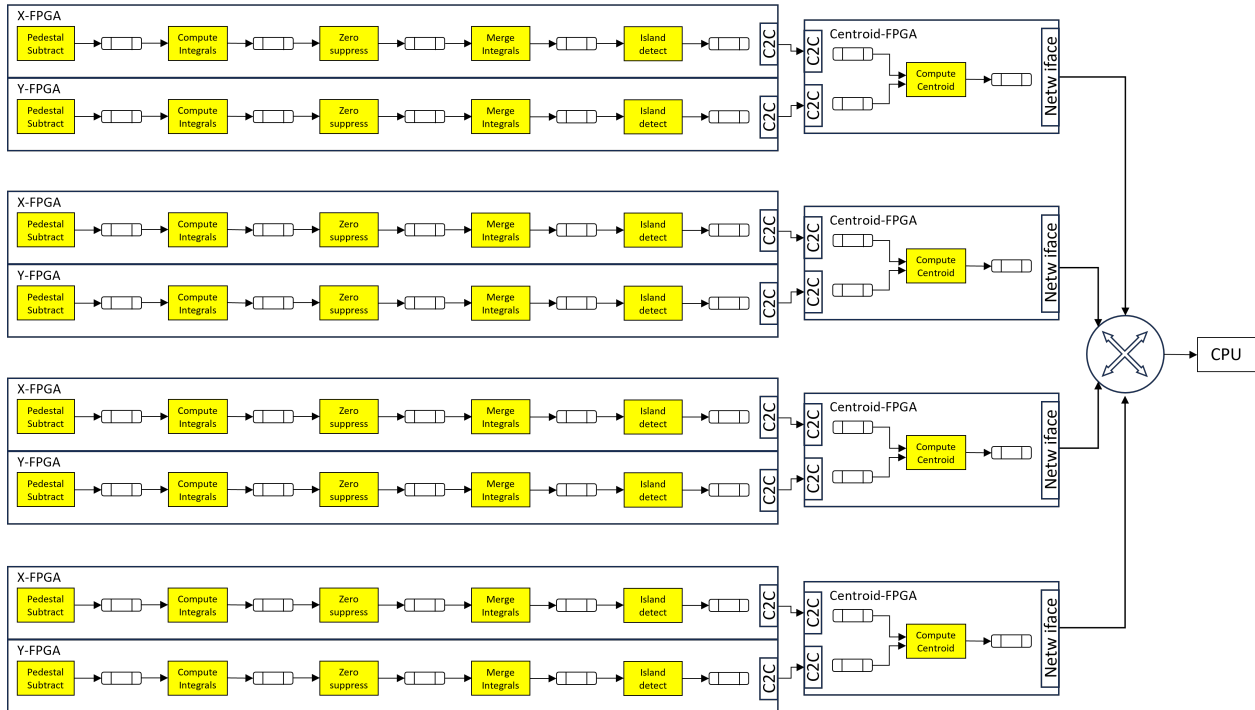 X-FPGA
Pedestal
Subtract
Compute
Integrals
Zero
suppress
Merge
Integrals
Island
detect
C2C
Y-FPGA
Pedestal
Subtract
Compute
Integrals
Zero
suppress
Merge
Integrals
Island
detect
C2C
C2C
C2C
Centroid-FPGA
Compute
Centroid
Netw iface
X-FPGA
Pedestal
Subtract
Compute
Integrals
Zero
suppress
Merge
Integrals
Island
detect
C2C
Y-FPGA
Pedestal
Subtract
Compute
Integrals
Zero
suppress
Merge
Integrals
Island
detect
C2C
C2C
C2C
Centroid-FPGA
Compute
Centroid
Netw iface
X-FPGA
Pedestal
Subtract
Compute
Integrals
Zero
suppress
Merge
Integrals
Island
detect
C2C
Y-FPGA
Pedestal
Subtract
Compute
Integrals
Zero
suppress
Merge
Integrals
Island
detect
C2C
C2C
C2C
Centroid-FPGA
Compute
Centroid
Netw iface
X-FPGA
Pedestal
Subtract
Compute
Integrals
Zero
suppress
Merge
Integrals
Island
detect
C2C
Y-FPGA
Pedestal
Subtract
Compute
Integrals
Zero
suppress
Merge
Integrals
Island
detect
C2C
C2C
C2C
Centroid-FPGA
Compute
Centroid
Netw iface
CPU